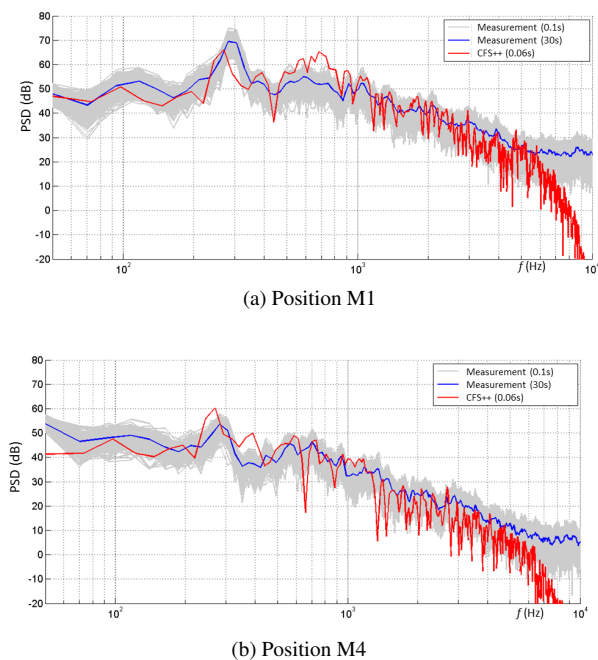 80
70
60
50
40
30
20
10
0
-10
-20
PSD (dB)
Measurement (0.1s)
Measurement (30s)
CFS++ (0.06s)
10²
10³
f (Hz)
10⁴
(a) Position M1
80
70
60
50
40
30
20
10
0
-10
-20
PSD (dB)
Measurement (0.1s)
Measurement (30s)
CFS++ (0.06s)
10²
10³
f (Hz)
10⁴
(b) Position M4